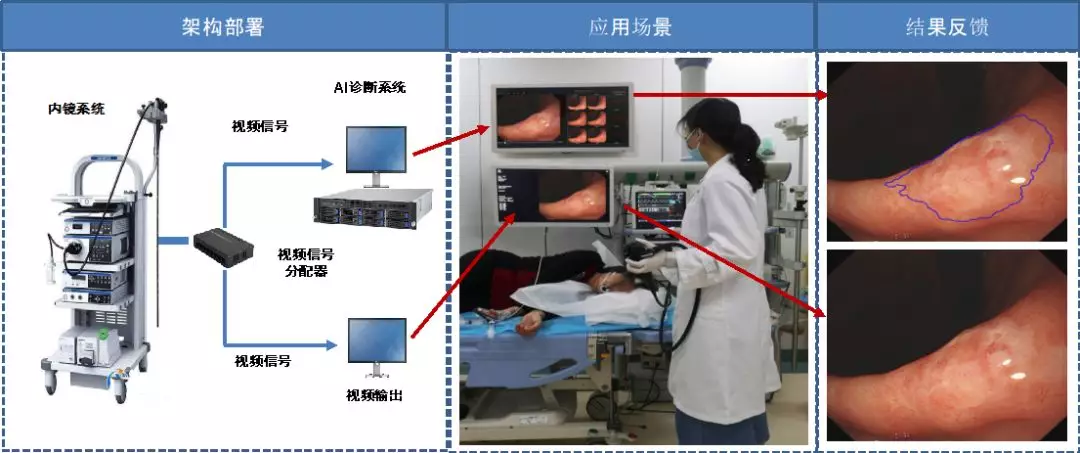 架构部署
应用场景
结果反馈
内镜系统
AI诊断系统
视频信号
视频信号
分配器
视频信号
视频输出